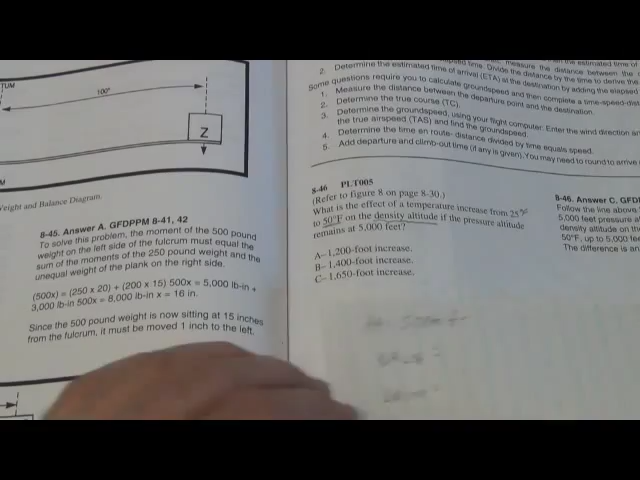 TUM
100"
Z
M
Weight and Balance Diagram.
8-45. Answer A. GFDPPM 8-41, 42
To solve this problem, the moment of the 500 pound
weight on the left side of the fulcrum must equal the
sum of the moments of the 250 pound weight and the
unequal weight of the plank on the right side.
(500x) = (250 x 20) + (200 x 15) 500x = 5,000 lb-in +
3,000 lb-in 500x = 8,000 lb-in x = 16 in.
Since the 500 pound weight is now sitting at 15 inches
from the fulcrum, it must be moved 1 inch to the left.
measure the distance between the
2. Determine the estimated time of arrival (ETA) at the destination by adding the elapsed
Some questions require you to calculate groundspeed and then complete a time-speed-dis
1. Measure the distance between the departure point and the destination.
2. Determine the true course (TC).
3. Determine the groundspeed, using your flight computer. Enter the wind direction an
the true airspeed (TAS) and find the groundspeed.
4. Determine the time en route- distance divided by time equals speed.
5. Add departure and climb-out time (if any is given). You may need to round to arrive
8-46 PLT005
(Refer to figure 8 on page 8-30.)
What is the effect of a temperature increase from 25°F
to 50°F on the density altitude if the pressure altitude
remains at 5,000 feet?
A– 1,200-foot increase.
B– 1,400-foot increase.
C– 1,650-foot increase.
8-46. Answer C. GFD
Follow the line above
5,000 feet pressure al
density altitude on the
50°F, up to 5,000 fee
The difference is an